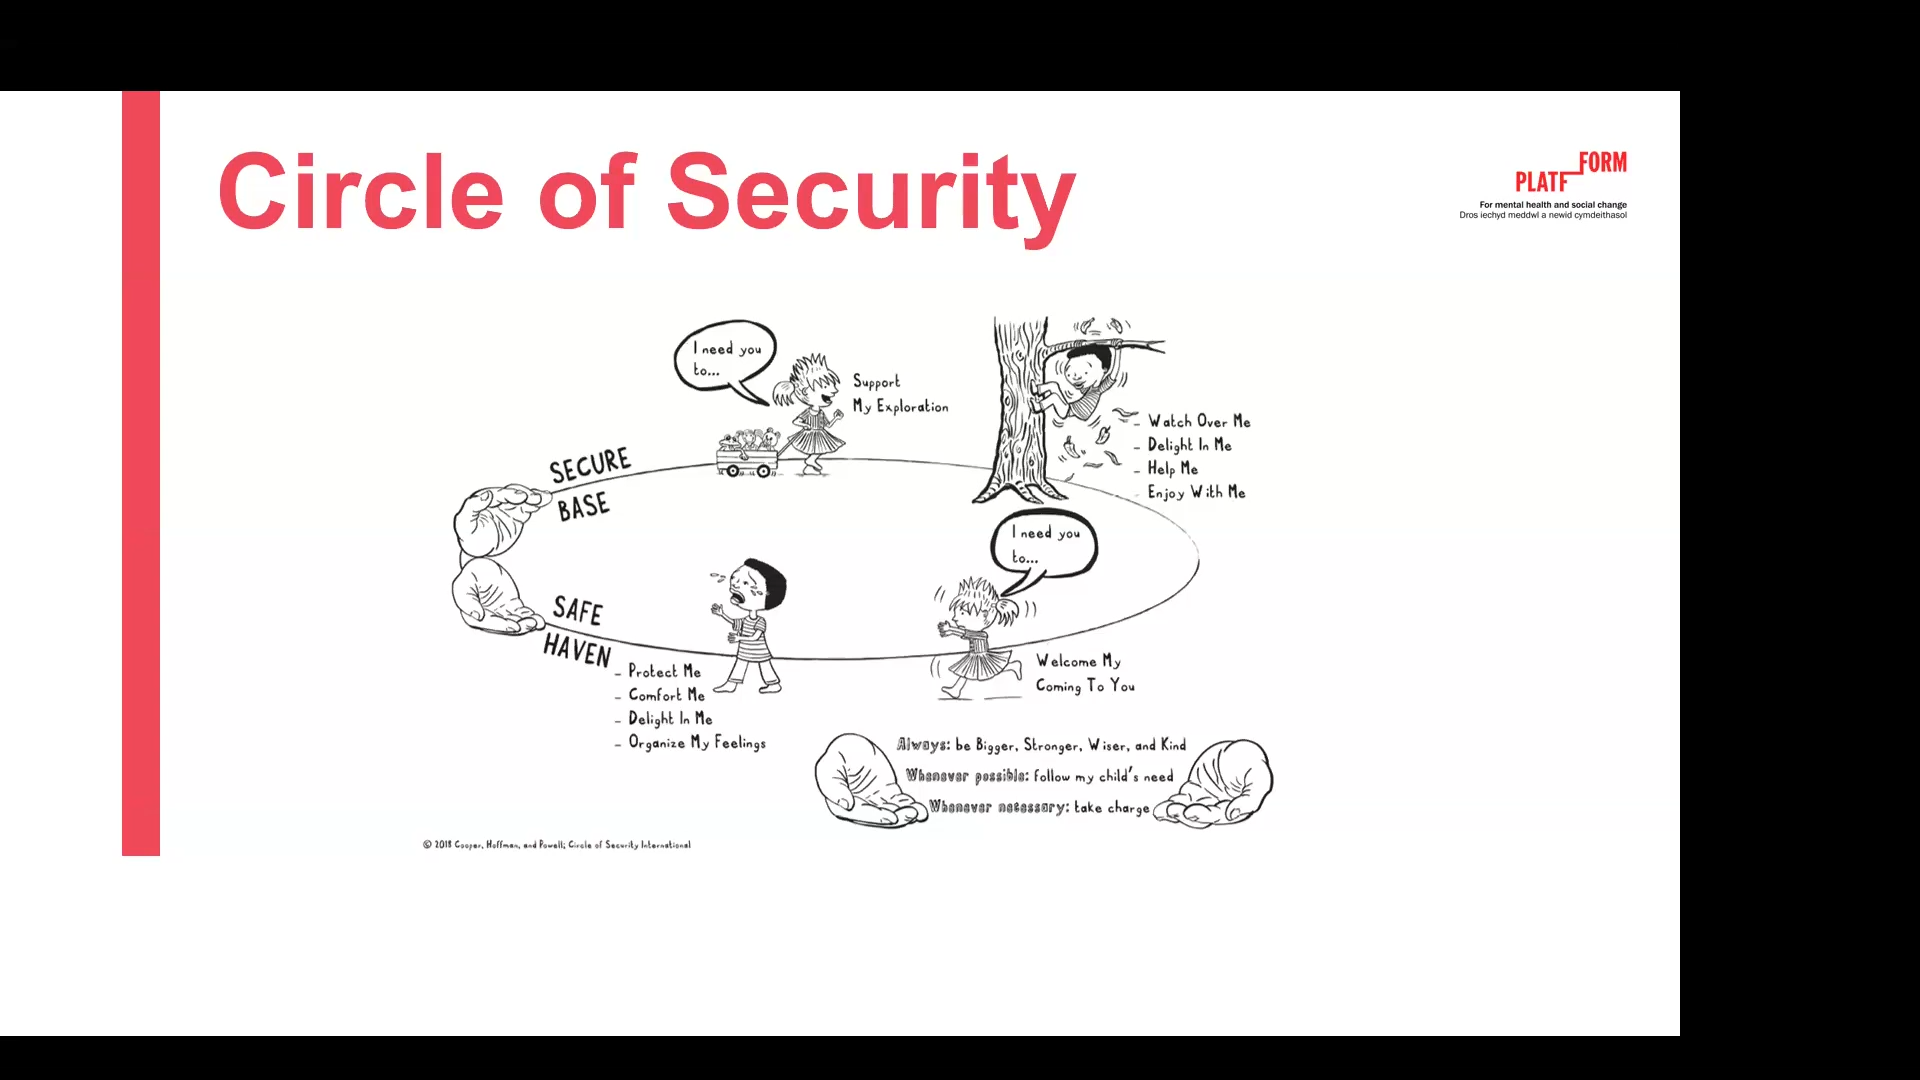 Circle of Security
PLATFORM
For mental health and social change
Dros iechyd meddwl a newid cymdeithasol
I need you
to...
Support
My Exploration
- Watch Over Me
- Delight In Me
- Help Me
- Enjoy With Me
SECURE
BASE
I need you
to...
SAFE
HAVEN
- Protect Me
- Comfort Me
- Delight In Me
- Organize My Feelings
Welcome My
Coming To You
Always: be Bigger, Stronger, Wiser, and Kind
Whenever possible: follow my child's need
Whenever necessary: take charge
© 2018 Cooper, Hoffman, and Powell; Circle of Security International